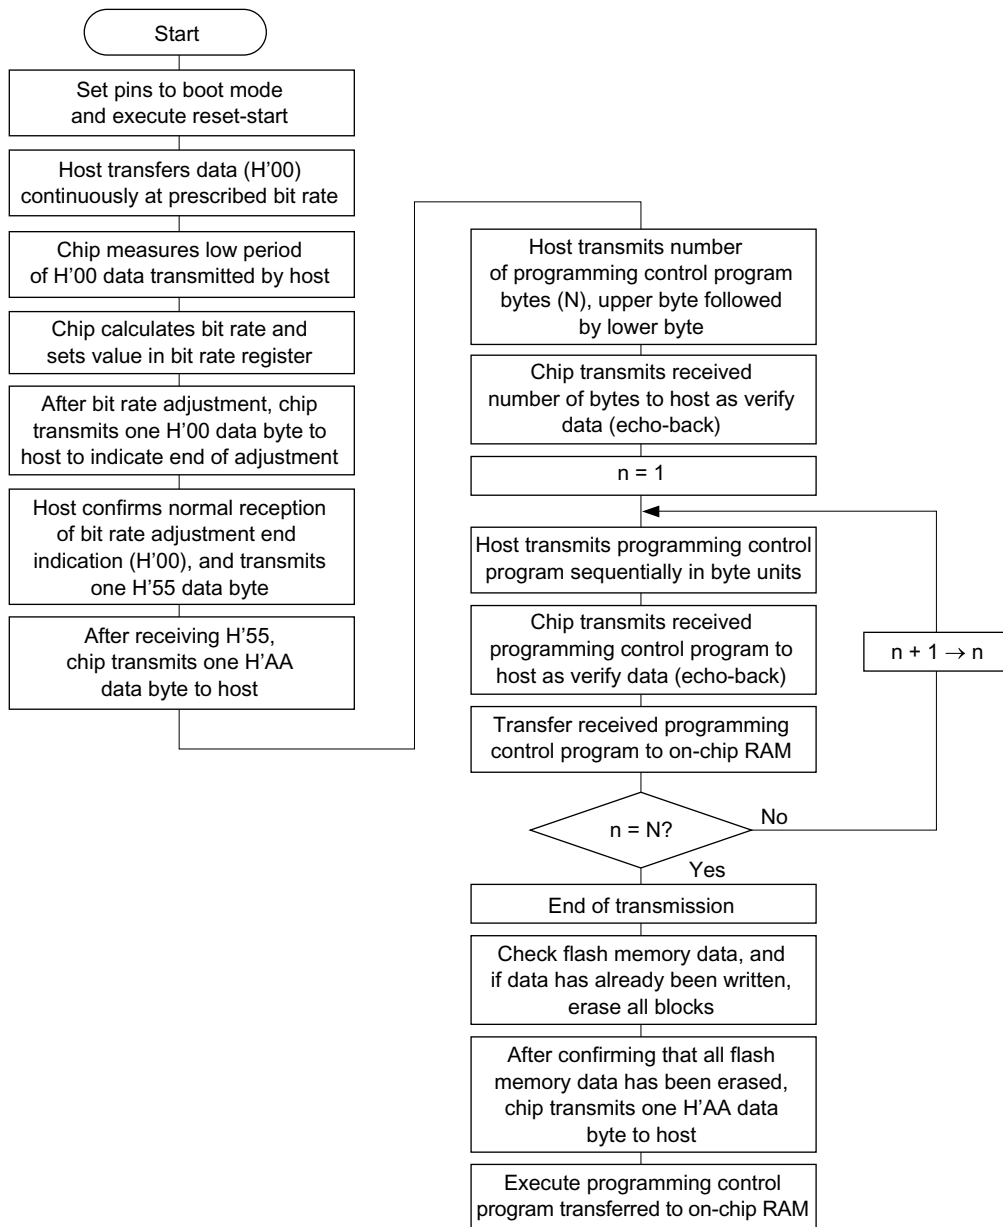 Start
Set pins to boot mode
and execute reset-start
Host transfers data (H'00)
continuously at prescribed bit rate
Chip measures low period
of H'00 data transmitted by host
Chip calculates bit rate and
sets value in bit rate register
After bit rate adjustment, chip
transmits one H'00 data byte to
host to indicate end of adjustment
Host confirms normal reception
of bit rate adjustment end
indication (H'00), and transmits
one H'55 data byte
After receiving H'55,
chip transmits one H'AA
data byte to host
Host transmits number
of programming control program
bytes (N), upper byte followed
by lower byte
Chip transmits received
number of bytes to host as verify
data (echo-back)
n = 1
Host transmits programming control
program sequentially in byte units
Chip transmits received
programming control program to
host as verify data (echo-back)
n + 1 → n
Transfer received programming
control program to on-chip RAM
n = N?
No
Yes
End of transmission
Check flash memory data, and
if data has already been written,
erase all blocks
After confirming that all flash
memory data has been erased,
chip transmits one H'AA data
byte to host
Execute programming control
program transferred to on-chip RAM